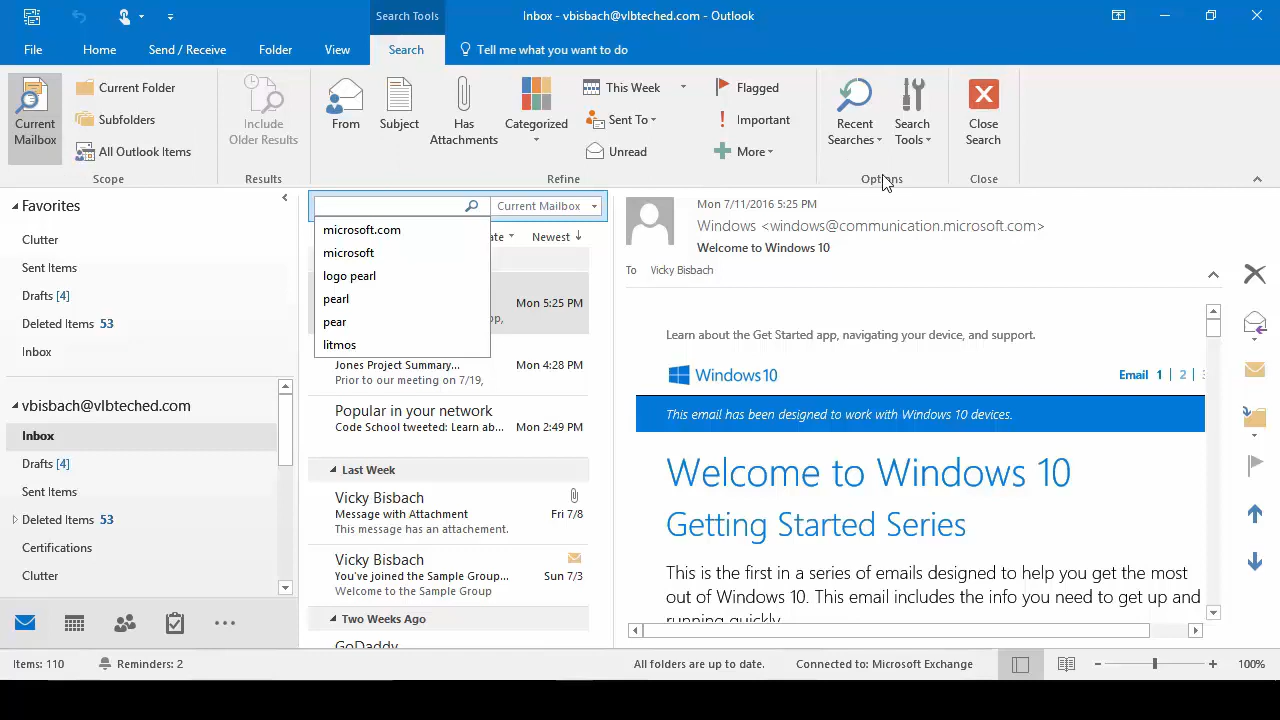 Search Tools
Inbox - vbisbach@vlbteched.com - Outlook
File
Home
Send / Receive
Folder
View
Search
Tell me what you want to do
Current Mailbox
Current Folder
Subfolders
All Outlook Items
Scope
Include Older Results
Results
From
Subject
Has Attachments
Categorized
This Week
Sent To
Unread
Flagged
Important
More
Refine
Recent Searches
Search Tools
Options
Close Search
Close
Favorites
Clutter
Sent Items
Drafts [4]
Deleted Items 53
Inbox
vbisbach@vlbteched.com
Inbox
Drafts [4]
Sent Items
Deleted Items 53
Certifications
Clutter
Current Mailbox
microsoft.com
microsoft
logo pearl
pearl
pear
litmos
ate
Newest
Mon 5:25 PM
Jones Project Summary...
Mon 4:28 PM
Prior to our meeting on 7/19,
Popular in your network
Code School tweeted: Learn ab...
Mon 2:49 PM
Last Week
Vicky Bisbach
Message with Attachment
Fri 7/8
This message has an attachement.
Vicky Bisbach
You've joined the Sample Group...
Sun 7/3
Welcome to the Sample Group
Two Weeks Ago
GoDaddy
Mon 7/11/2016 5:25 PM
Windows <windows@communication.microsoft.com>
Welcome to Windows 10
To Vicky Bisbach
Learn about the Get Started app, navigating your device, and support.
Windows10
Email 1 | 2 |
This email has been designed to work with Windows 10 devices.
Welcome to Windows 10
Getting Started Series
This is the first in a series of emails designed to help you get the most
out of Windows 10. This email includes the info you need to get up and
running quickly.
Items: 110
Reminders: 2
All folders are up to date.
Connected to: Microsoft Exchange
100%